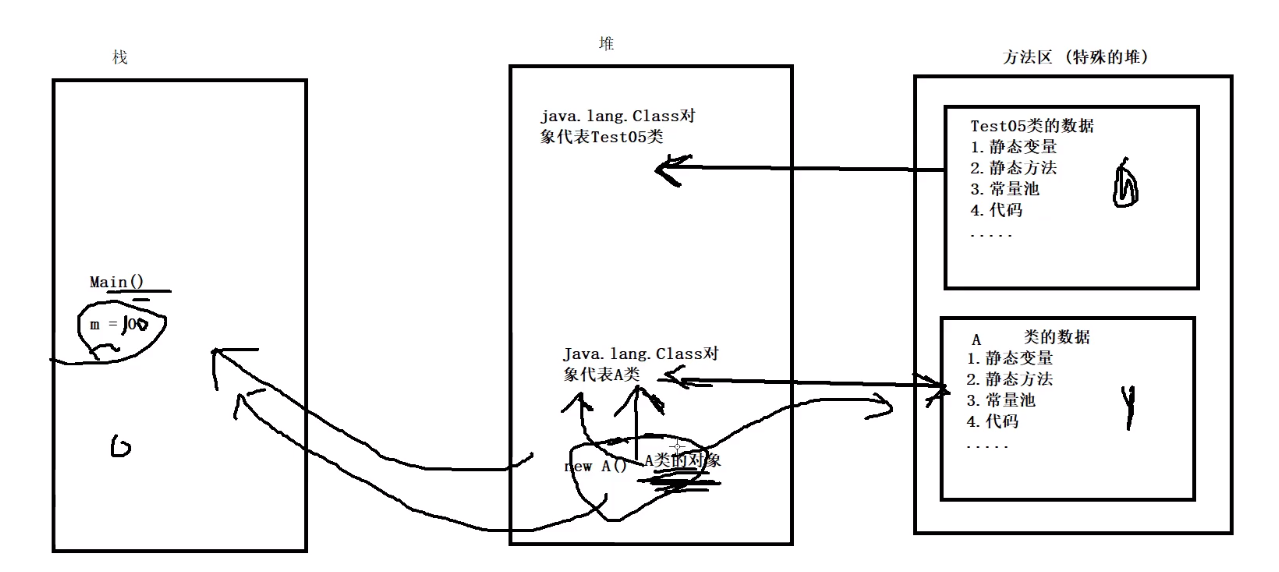 栈
堆
方法区 (特殊的堆)
java.lang.Class对
象代表Test05类
Test05类的数据
1.静态变量
2.静态方法
3.常量池
4.代码
.....
Main()
m = 100
Java.lang.Class对
象代表A类
new A()
A类的对象
A 类的数据
1.静态变量
2.静态方法
3.常量池
4.代码
.....